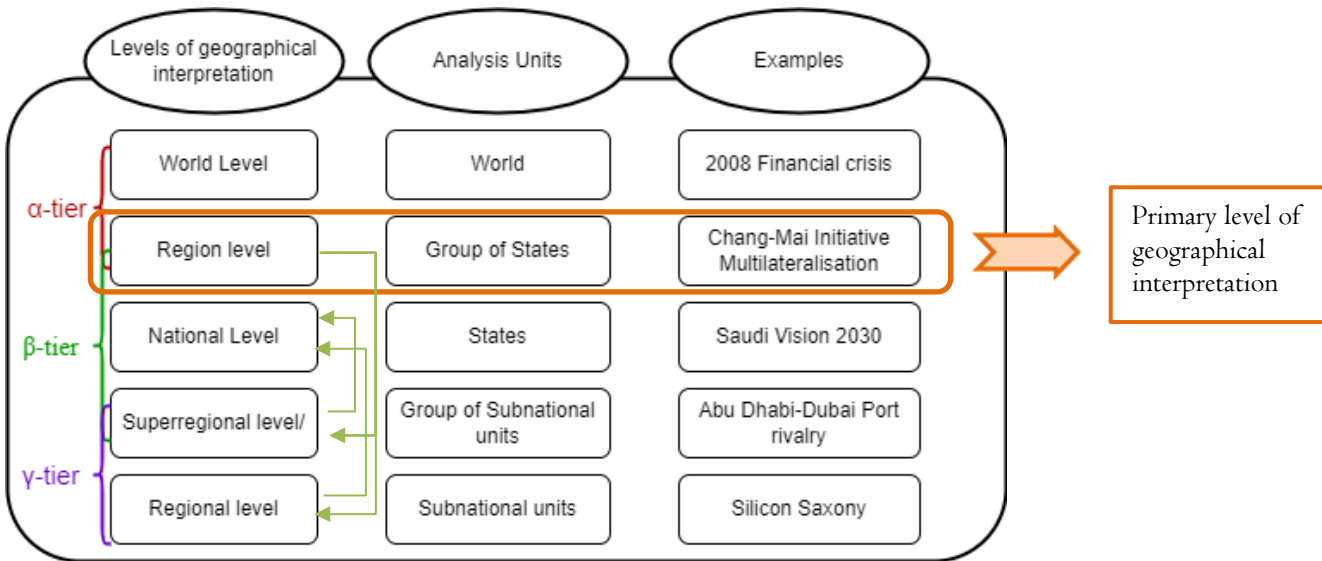 Levels of geographical
interpretation
Analysis Units
Examples
World Level
World
2008 Financial crisis
α-tier
Region level
Group of States
Chang-Mai Initiative
Multilateralisation
Primary level of
geographical
interpretation
National Level
States
Saudi Vision 2030
β-tier
Superregional level/
Group of Subnational
units
Abu Dhabi-Dubai Port
rivalry
γ-tier
Regional level
Subnational units
Silicon Saxony